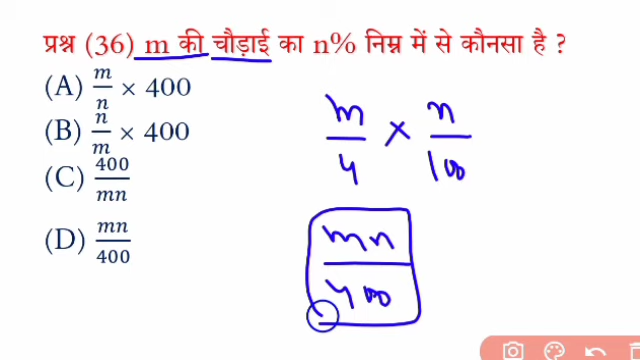 प्रश्न (36) m की चौड़ाई का n% निम्न में से कौनसा है ?
(A) m/n × 400
(B) n/m × 400
(C) 400/mn
(D) mn/400
m/4 × n/100
mn/400